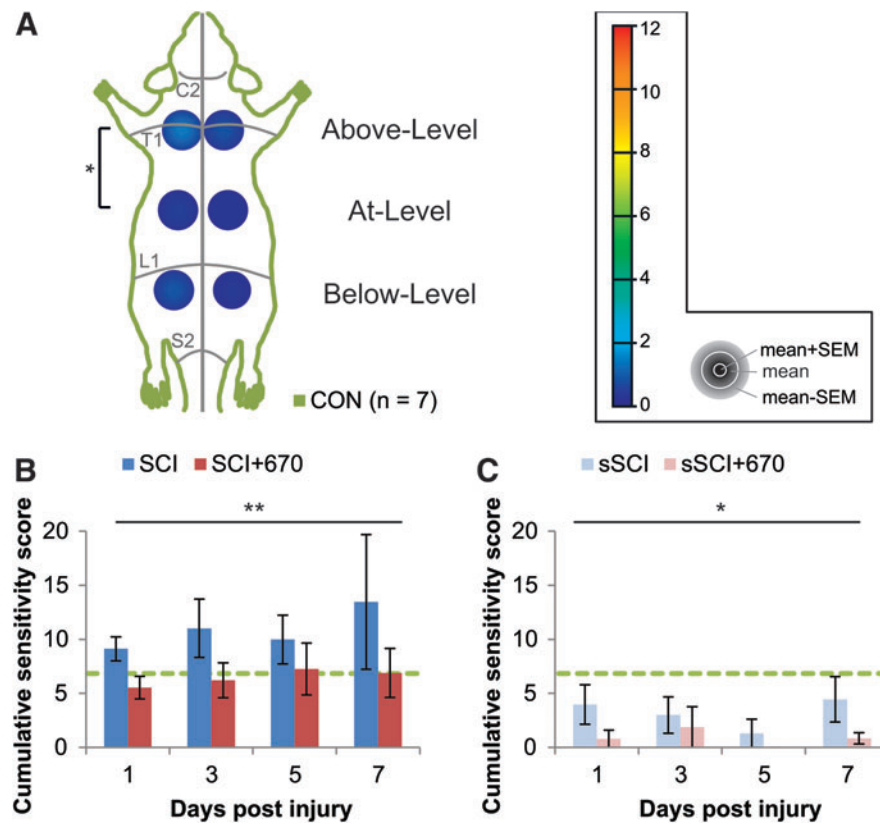 A
C2
T1
*
L1
S2
Above-Level
At-Level
Below-Level
CON (n = 7)
12
10
8
6
4
2
0
mean+SEM
mean
mean-SEM
B
SCI SCI+670
**
Cumulative sensitivity score
20
15
10
5
0
1 3 5 7
Days post injury
C
sSCI sSCI+670
*
Cumulative sensitivity score
20
15
10
5
0
1 3 5 7
Days post injury